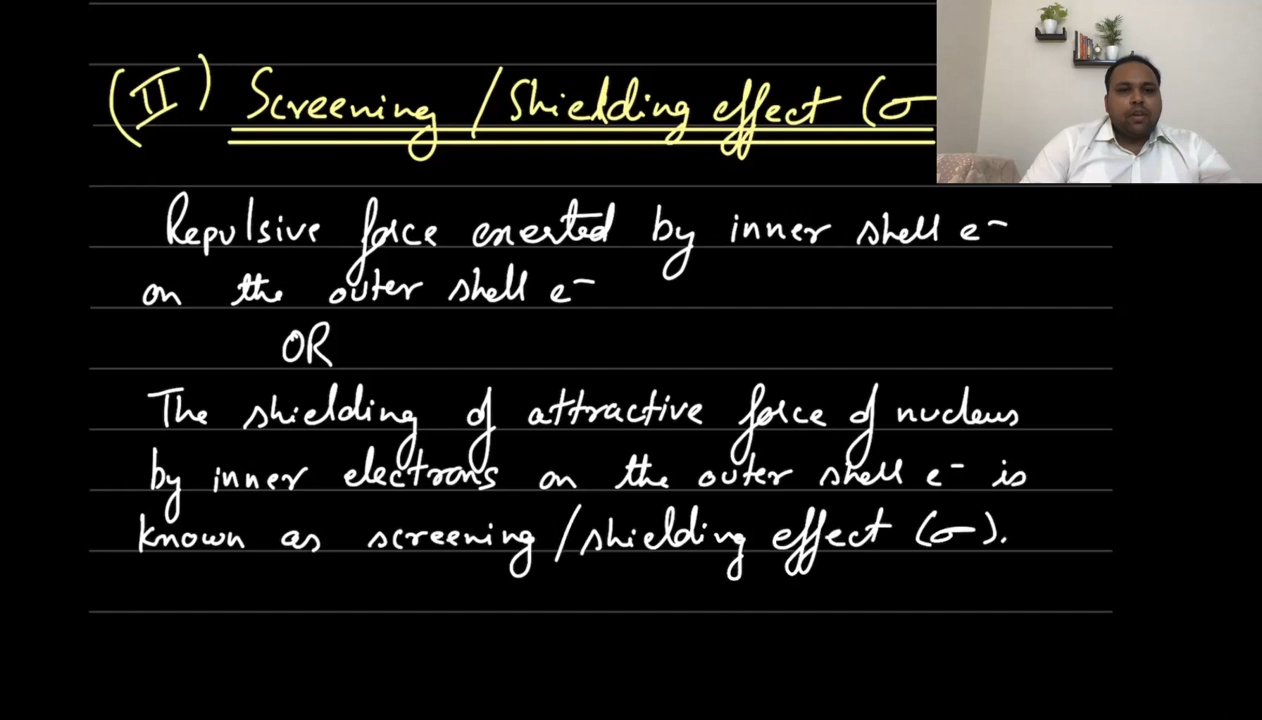 (II) Screening / Shielding effect (σ
Repulsive force exerted by inner shell e⁻
on the outer shell e⁻
OR
The shielding of attractive force of nucleus
by inner electrons on the outer shell e⁻ is
known as screening / shielding effect (σ).